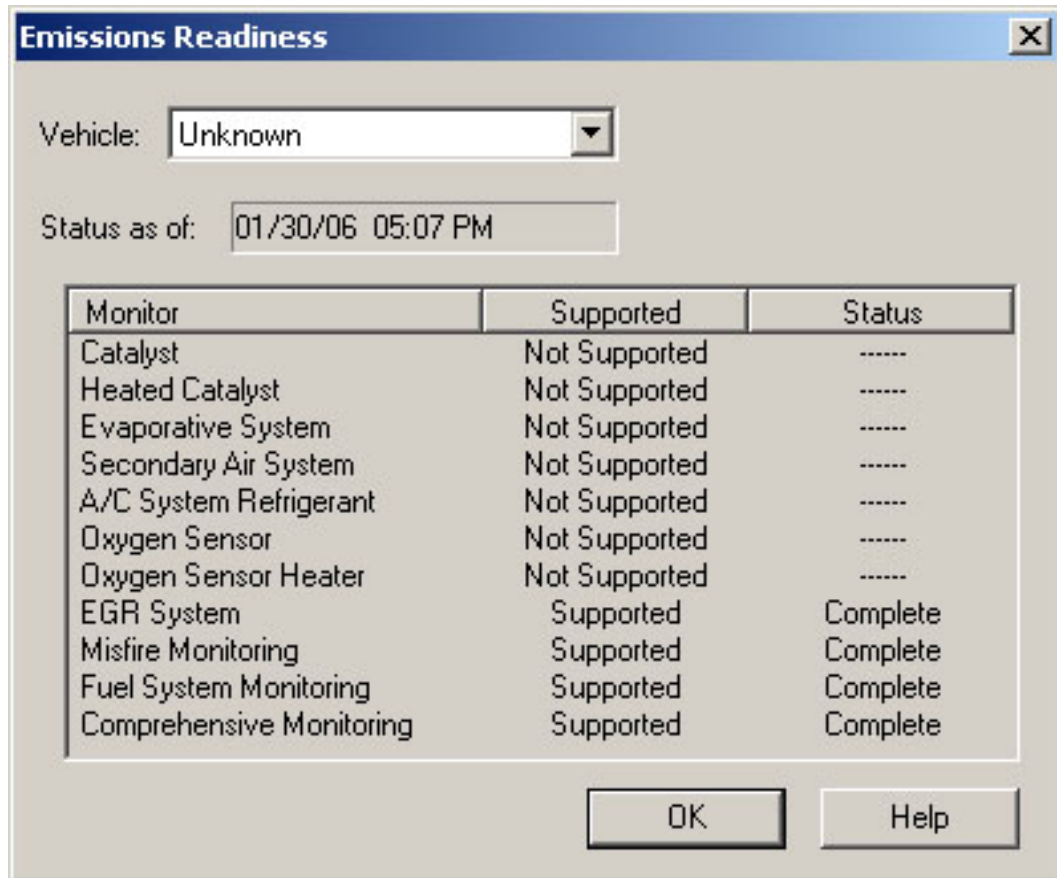 Emissions Readiness
Vehicle: Unknown
Status as of: 01/30/06 05:07 PM
Monitor Supported Status
Catalyst Not Supported ------
Heated Catalyst Not Supported ------
Evaporative System Not Supported ------
Secondary Air System Not Supported ------
A/C System Refrigerant Not Supported ------
Oxygen Sensor Not Supported ------
Oxygen Sensor Heater Not Supported ------
EGR System Supported Complete
Misfire Monitoring Supported Complete
Fuel System Monitoring Supported Complete
Comprehensive Monitoring Supported Complete
OK Help